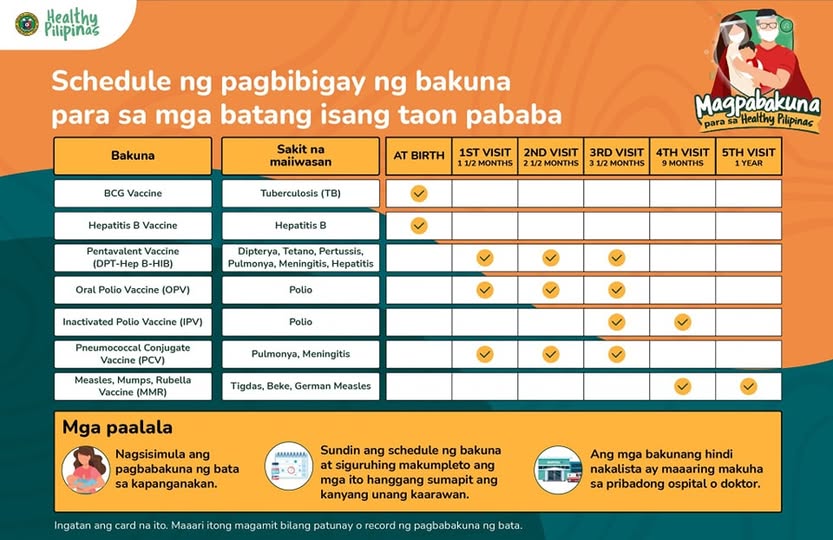 Healthy
Pilipinas
Schedule ng pagbibigay ng bakuna
para sa mga batang isang taon pababa
Magpabakuna
para sa Healthy Pilipinas
Bakuna
Sakit na
maiiwasan
AT BIRTH
1ST VISIT
1 1/2 MONTHS
2ND VISIT
2 1/2 MONTHS
3RD VISIT
3 1/2 MONTHS
4TH VISIT
9 MONTHS
5TH VISIT
1 YEAR
BCG Vaccine
Tuberculosis (TB)
Hepatitis B Vaccine
Hepatitis B
Pentavalent Vaccine
(DPT-Hep B-HIB)
Dipterya, Tetano, Pertussis,
Pulmonya, Meningitis, Hepatitis
Oral Polio Vaccine (OPV)
Polio
Inactivated Polio Vaccine (IPV)
Polio
Pneumococcal Conjugate
Vaccine (PCV)
Pulmonya, Meningitis
Measles, Mumps, Rubella
Vaccine (MMR)
Tigdas, Beke, German Measles
Mga paalala
Nagsisimula ang
pagbabakuna ng bata
sa kapanganakan.
Sundin ang schedule ng bakuna
at siguruhing makumpleto ang
mga ito hanggang sumapit ang
kanyang unang kaarawan.
Ang mga bakunang hindi
nakalista ay maaaring makuha
sa pribadong ospital o doktor.
Ingatan ang card na ito. Maaari itong magamit bilang patunay o record ng pagbabakuna ng bata.